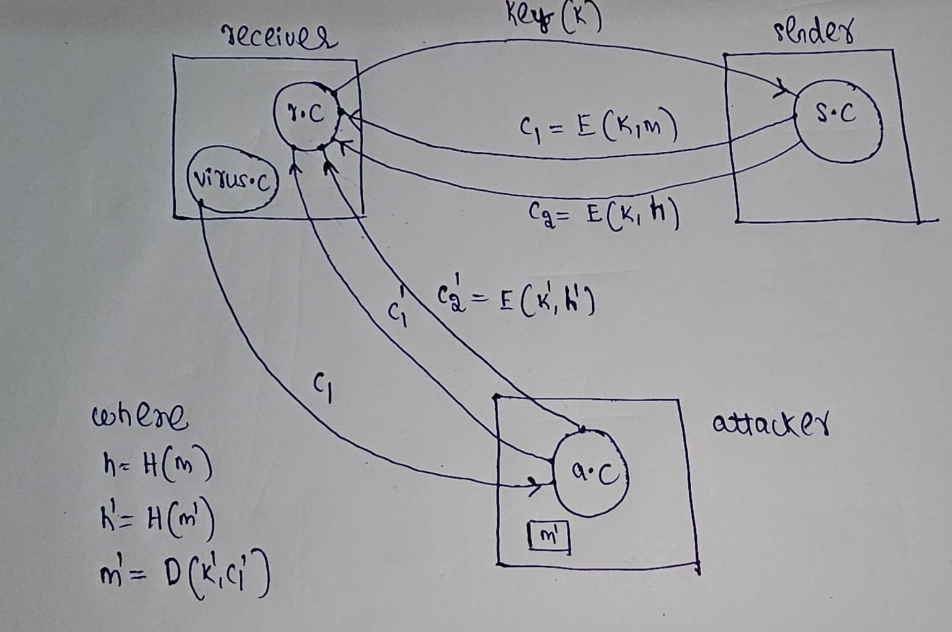 key (K)
receiver
sender
r.c
s.c
C₁ = E(K,m)
virus.c
C₂ = E(K, h)
C₂' = E(K', h')
C₁'
C₁
where
attacker
h = H(m)
a.c
h' = H(m')
m'
m' = D(K', C₁')